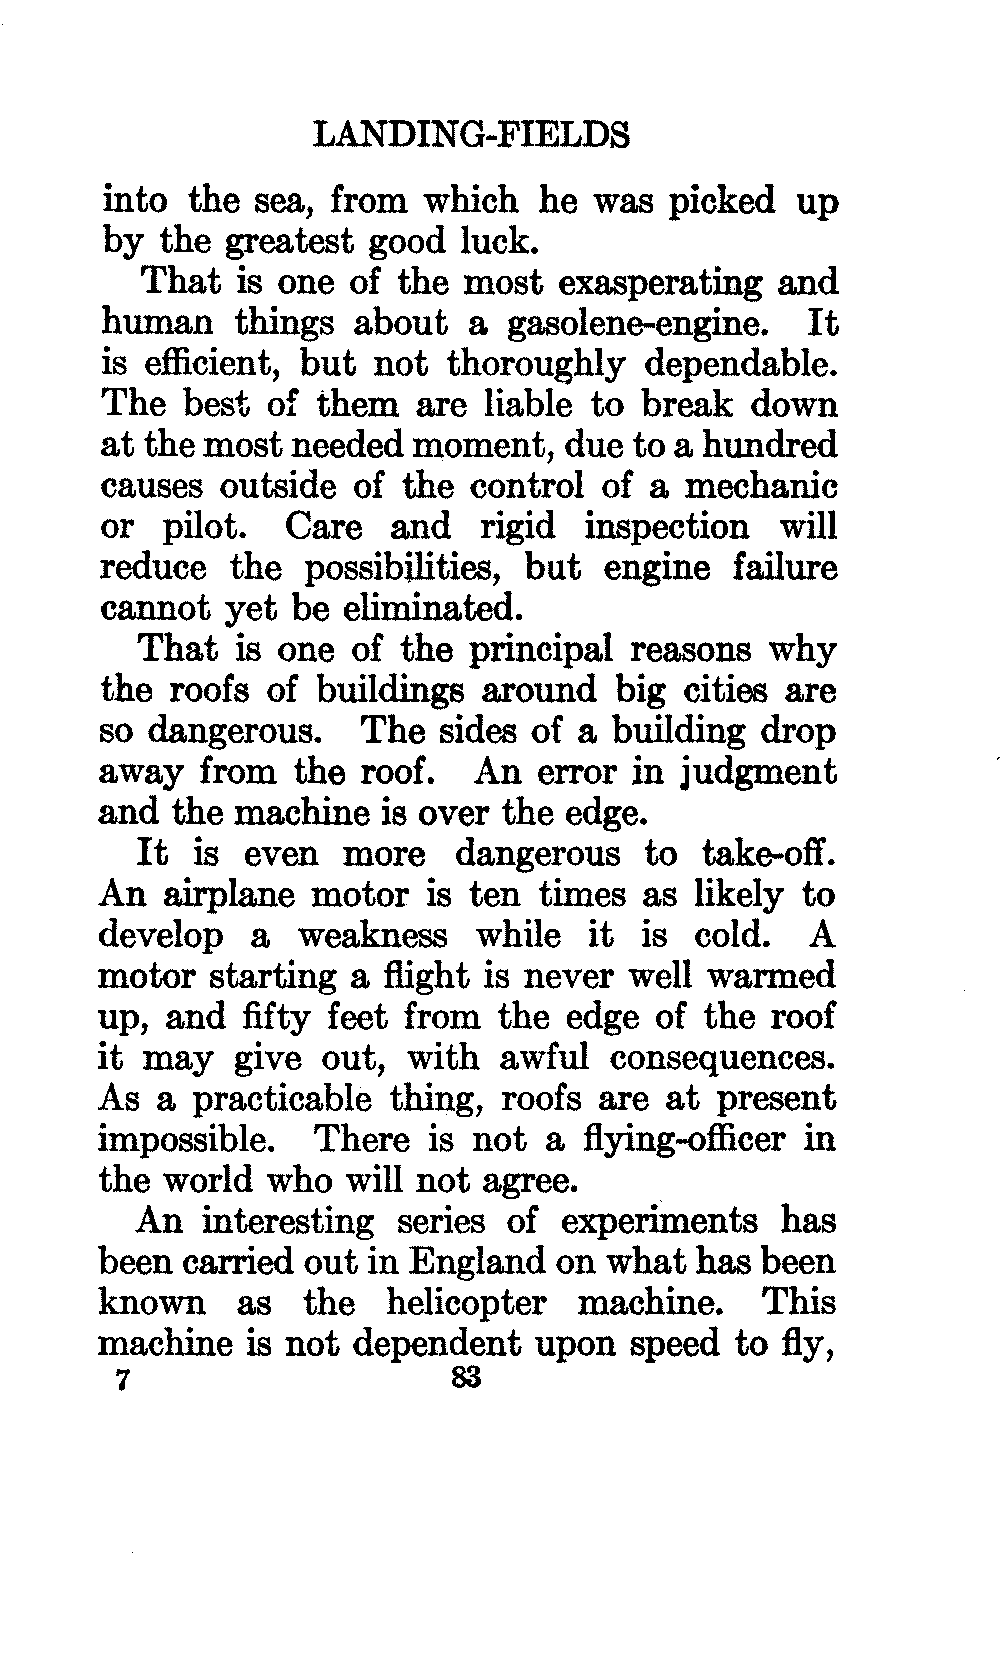 LANDING-FIELDS
into the sea, from which he was picked up
by the greatest good luck.
That is one of the most exasperating and
human things about a gasolene-engine. It
is efficient, but not thoroughly dependable.
The best of them are liable to break down
at the most needed moment, due to a hundred
causes outside of the control of a mechanic
or pilot. Care and rigid inspection will
reduce the possibilities, but engine failure
cannot yet be eliminated.
That is one of the principal reasons why
the roofs of buildings around big cities are
so dangerous. The sides of a building drop
away from the roof. An error in judgment
and the machine is over the edge.
It is even more dangerous to take-off.
An airplane motor is ten times as likely to
develop a weakness while it is cold. A
motor starting a flight is never well warmed
up, and fifty feet from the edge of the roof
it may give out, with awful consequences.
As a practicable thing, roofs are at present
impossible. There is not a flying-officer in
the world who will not agree.
An interesting series of experiments has
been carried out in England on what has been
known as the helicopter machine. This
machine is not dependent upon speed to fly,
7 83